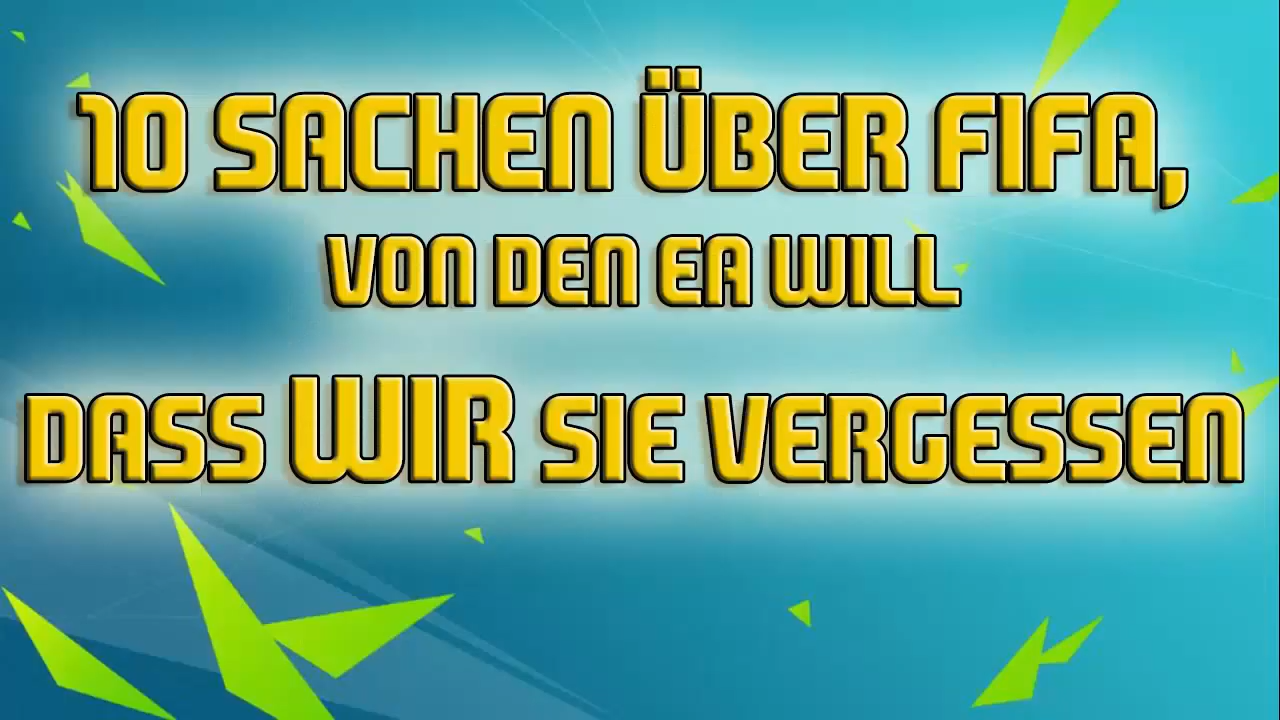 10 SACHEN ÜBER FIFA,
VON DEN EA WILL
DASS WIR SIE VERGESSEN